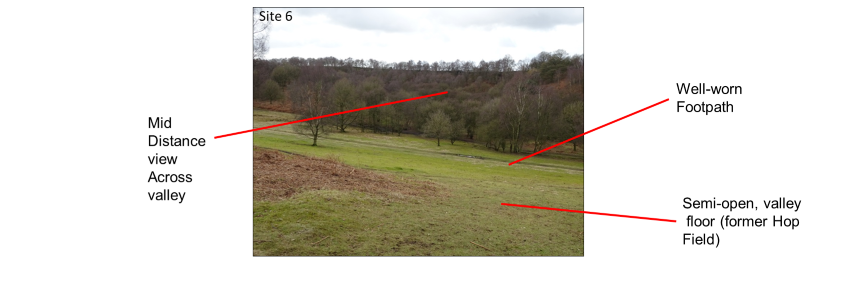 Site 6
Mid
Distance
view
Across
valley
Well-worn
Footpath
Semi-open, valley
floor (former Hop
Field)